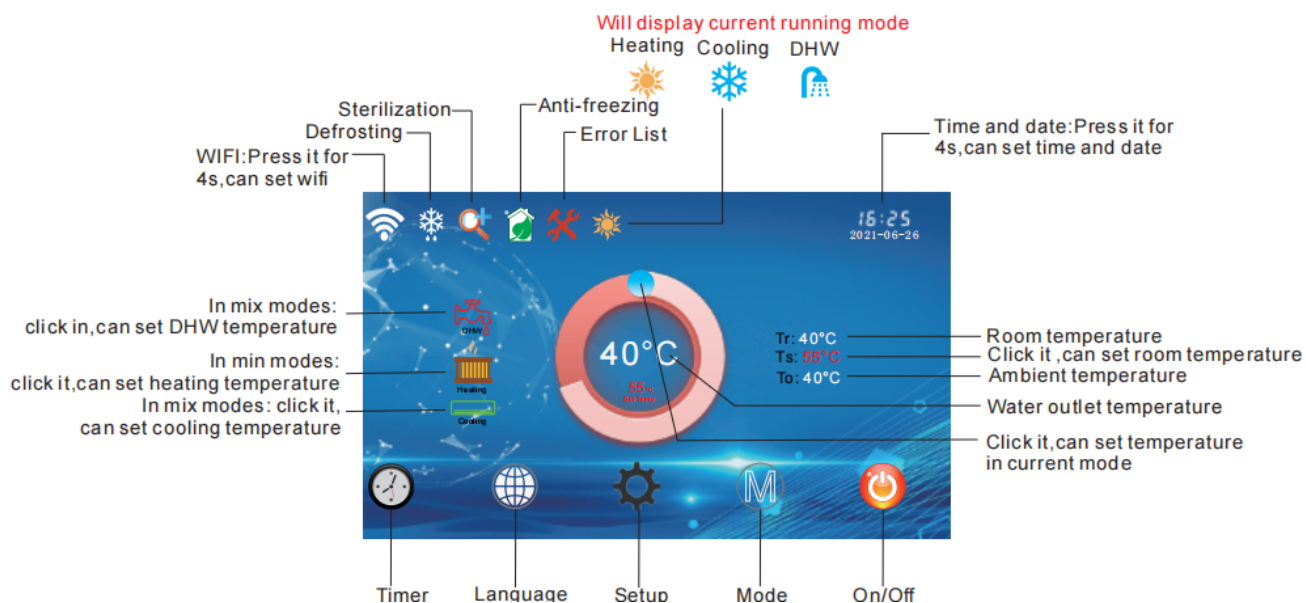 Will display current running mode
Heating Cooling DHW
Sterilization
Anti-freezing
Defrosting
Error List
WIFI:Press it for
4s,can set wifi
Time and date:Press it for
4s,can set time and date
16:25
2021-06-26
In mix modes:
click in,can set DHW temperature
DHW
In min modes:
click it,can set heating temperature
Heating
In mix modes: click it,
can set cooling temperature
Cooling
40°C
55°C
Set Temp
Tr: 40°C
Ts: 55°C
To: 40°C
Room temperature
Click it ,can set room temperature
Ambient temperature
Water outlet temperature
Click it,can set temperature
in current mode
M
Timer
Language
Setup
Mode
On/Off